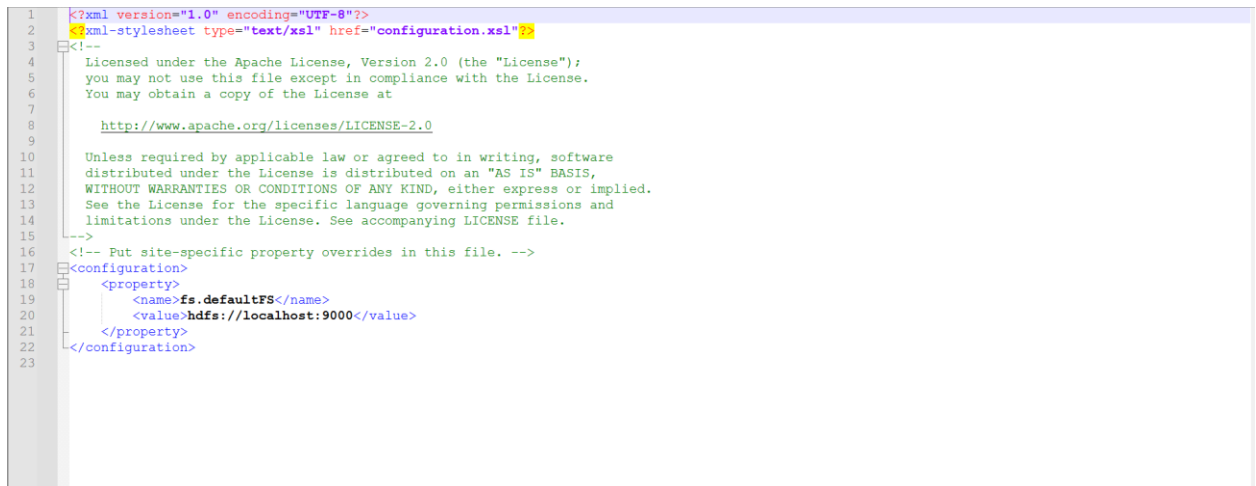 1 <?xml version="1.0" encoding="UTF-8"?>
2 <?xml-stylesheet type="text/xsl" href="configuration.xsl"?>
3 <!--
4 Licensed under the Apache License, Version 2.0 (the "License");
5 you may not use this file except in compliance with the License.
6 You may obtain a copy of the License at
7
8 http://www.apache.org/licenses/LICENSE-2.0
9
10 Unless required by applicable law or agreed to in writing, software
11 distributed under the License is distributed on an "AS IS" BASIS,
12 WITHOUT WARRANTIES OR CONDITIONS OF ANY KIND, either express or implied.
13 See the License for the specific language governing permissions and
14 limitations under the License. See accompanying LICENSE file.
15 -->
16 <!-- Put site-specific property overrides in this file. -->
17 <configuration>
18 <property>
19 <name>fs.defaultFS</name>
20 <value>hdfs://localhost:9000</value>
21 </property>
22 </configuration>
23